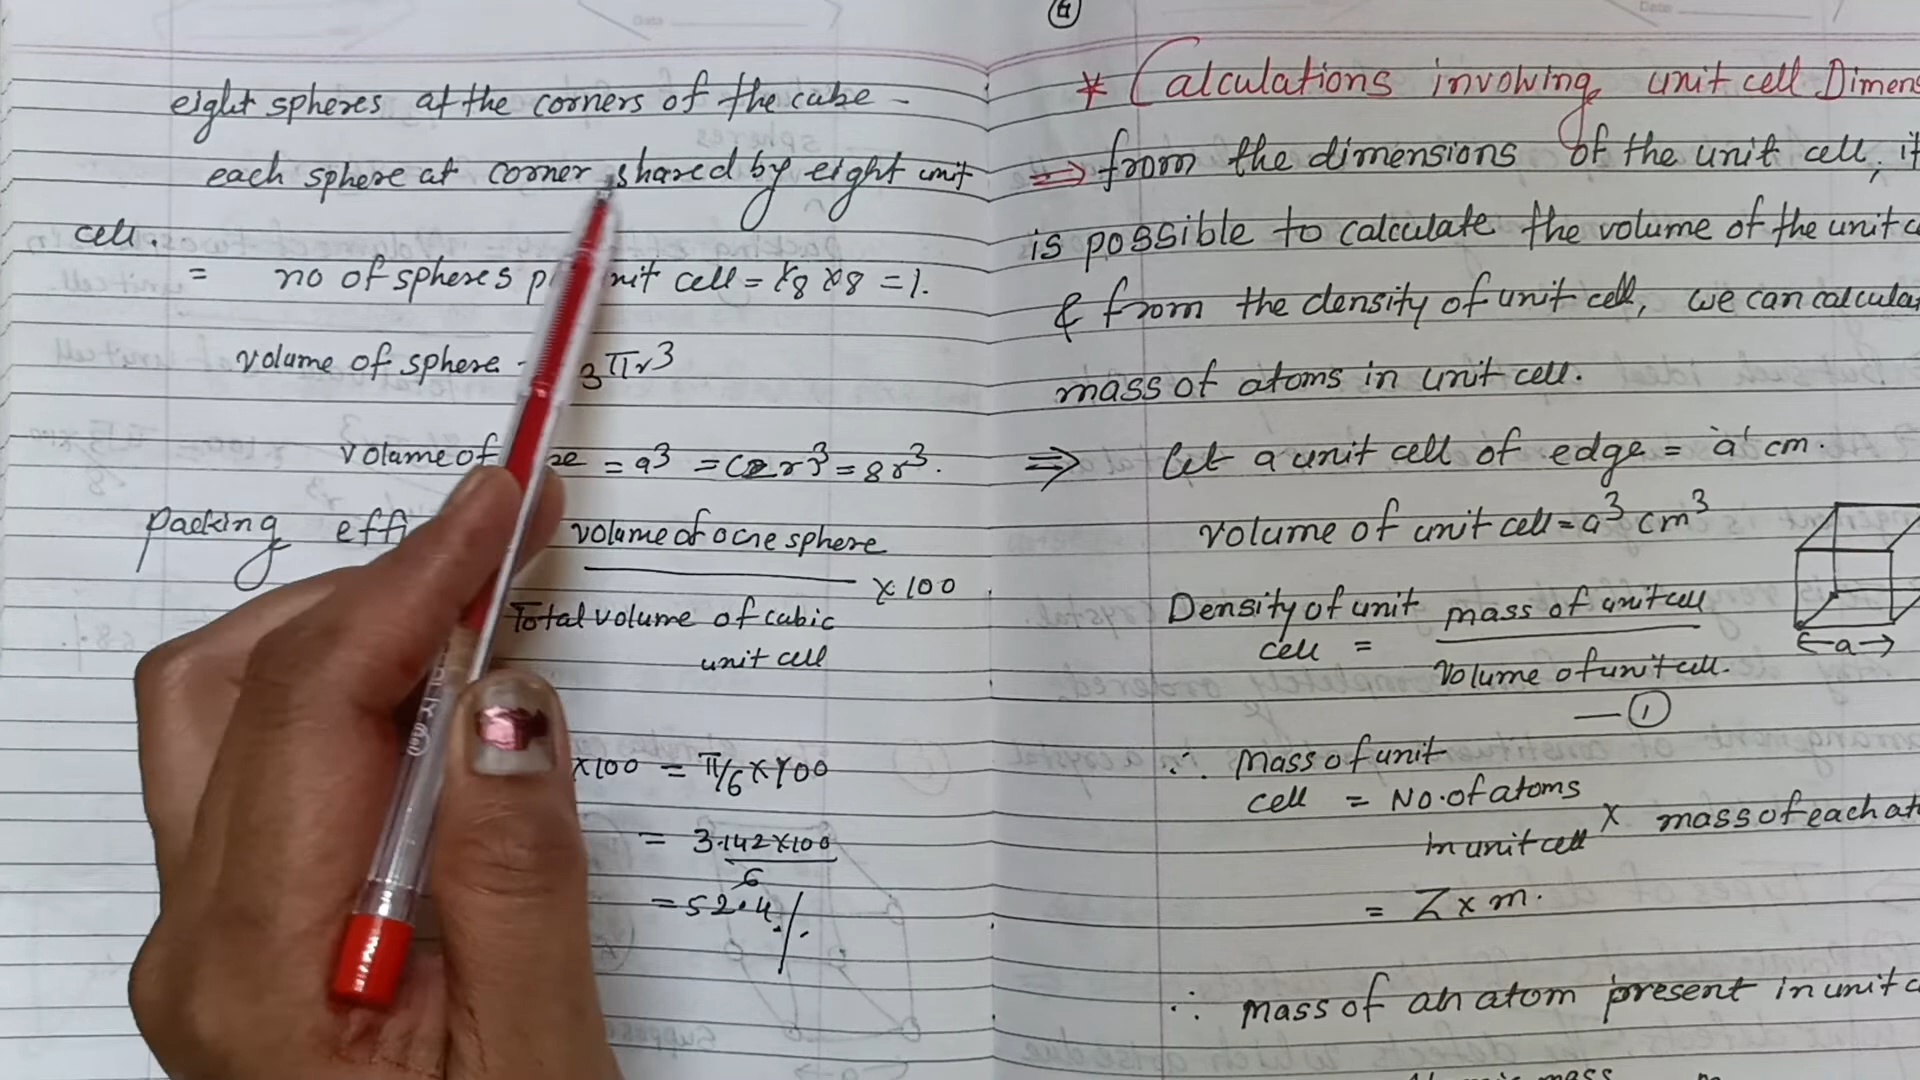 eight spheres at the corners of the cube -
each sphere at corner shared by eight unit
cell.
= no of spheres unit cell = 1/8 x 8 = 1.
volume of sphere - 3 πr3
volume of = a3 = (2r)3 = 8r3.
packing effi volume of one sphere
x 100
Total volume of cubic
unit cell
x100 = π/6 x 100
= 3.142 x 100
6
= 52.4 %
4
* Calculations involving unit cell Dimens
⇒ from the dimensions of the unit cell, it
is possible to calculate the volume of the unit c
& from the density of unit cell, we can calcula
mass of atoms in unit cell.
⇒ Let a unit cell of edge = 'a' cm.
volume of unit cell = a3 cm3
Density of unit mass of unit cell
cell =
Volume of unit cell.
— 1
←a→
∴ Mass of unit
cell = No. of atoms
in unit cell x mass of each at
= Z x m.
∴ mass of an atom present in unit c